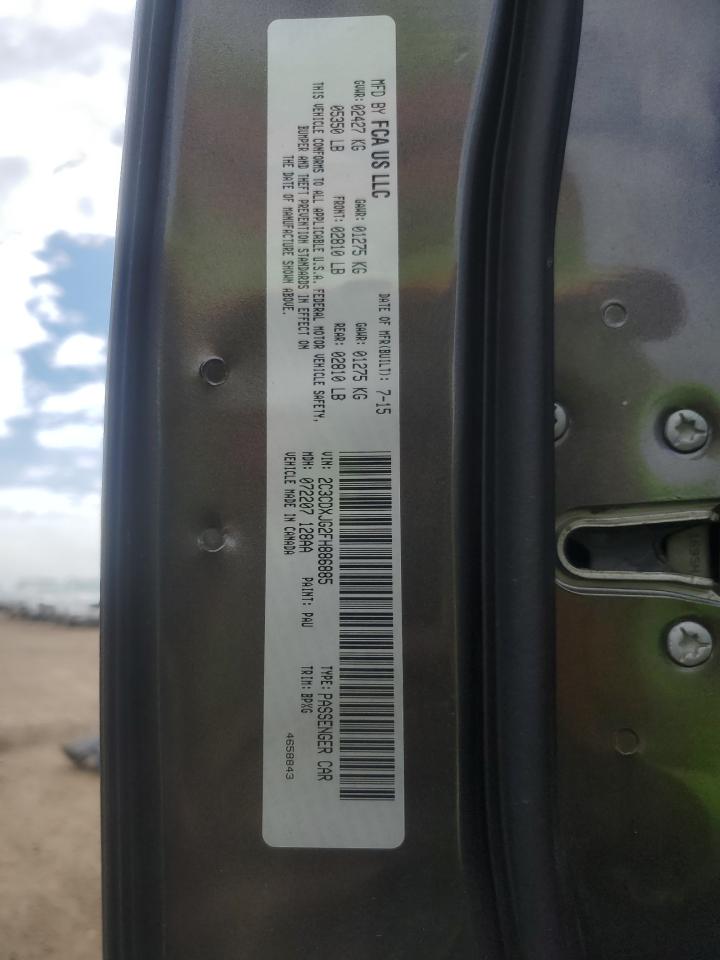 MFD BY FCA US LLC
DATE OF MFR(BUILT): 7-15
GVWR: 02427 KG GAWR: 01275 KG GAWR: 01275 KG
05350 LB FRONT: 02810 LB REAR: 02810 LB
THIS VEHICLE CONFORMS TO ALL APPLICABLE U.S.A. FEDERAL MOTOR VEHICLE SAFETY,
BUMPER AND THEFT PREVENTION STANDARDS IN EFFECT ON
THE DATE OF MANUFACTURE SHOWN ABOVE.
VIN: 2C3CDXJG2FH886885 TYPE: PASSENGER CAR
MDH: 072207 128AA PAINT: PAU TRIM: BPXG
VEHICLE MADE IN CANADA 4658843